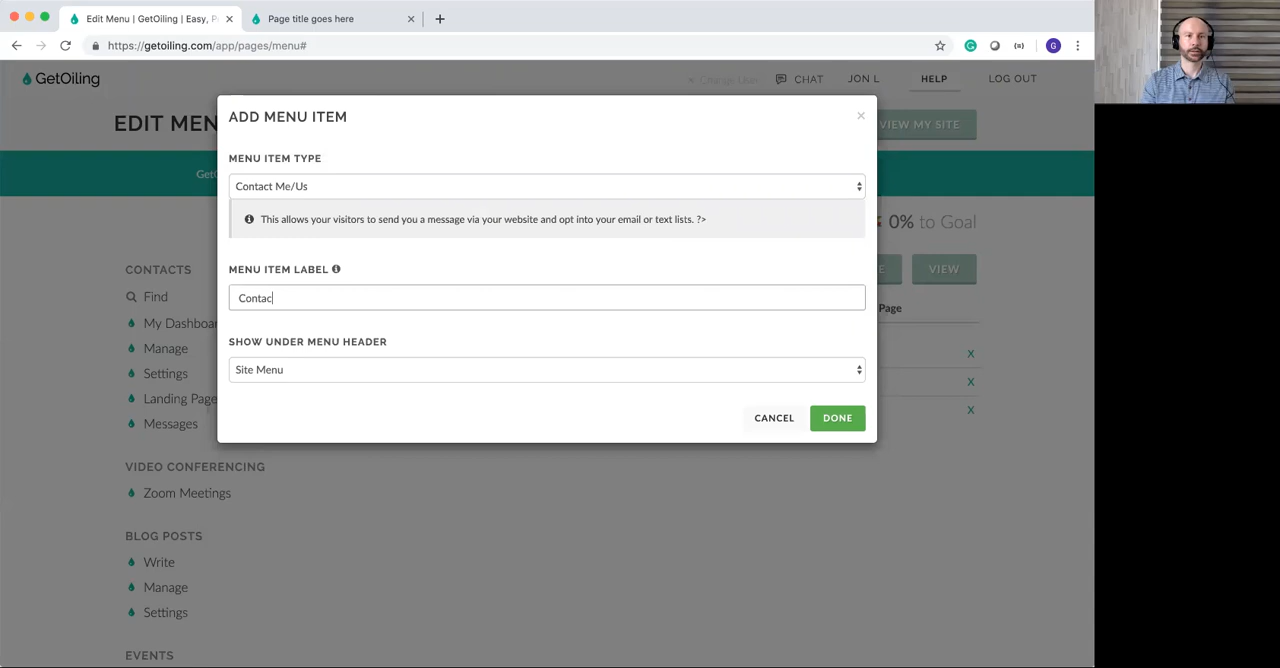 Edit Menu | GetOiling | Easy, P
Page title goes here
https://getoiling.com/app/pages/menu#
G
GetOiling
Change User
CHAT
JON L
HELP
LOG OUT
EDIT MEN
VIEW MY SITE
GetO
0% to Goal
E
VIEW
Page
X
X
X
ADD MENU ITEM
MENU ITEM TYPE
Contact Me/Us
This allows your visitors to send you a message via your website and opt into your email or text lists. ?>
MENU ITEM LABEL
Contac
SHOW UNDER MENU HEADER
Site Menu
CANCEL
DONE
CONTACTS
Find
My Dashboar
Manage
Settings
Landing Page
Messages
VIDEO CONFERENCING
Zoom Meetings
BLOG POSTS
Write
Manage
Settings
EVENTS